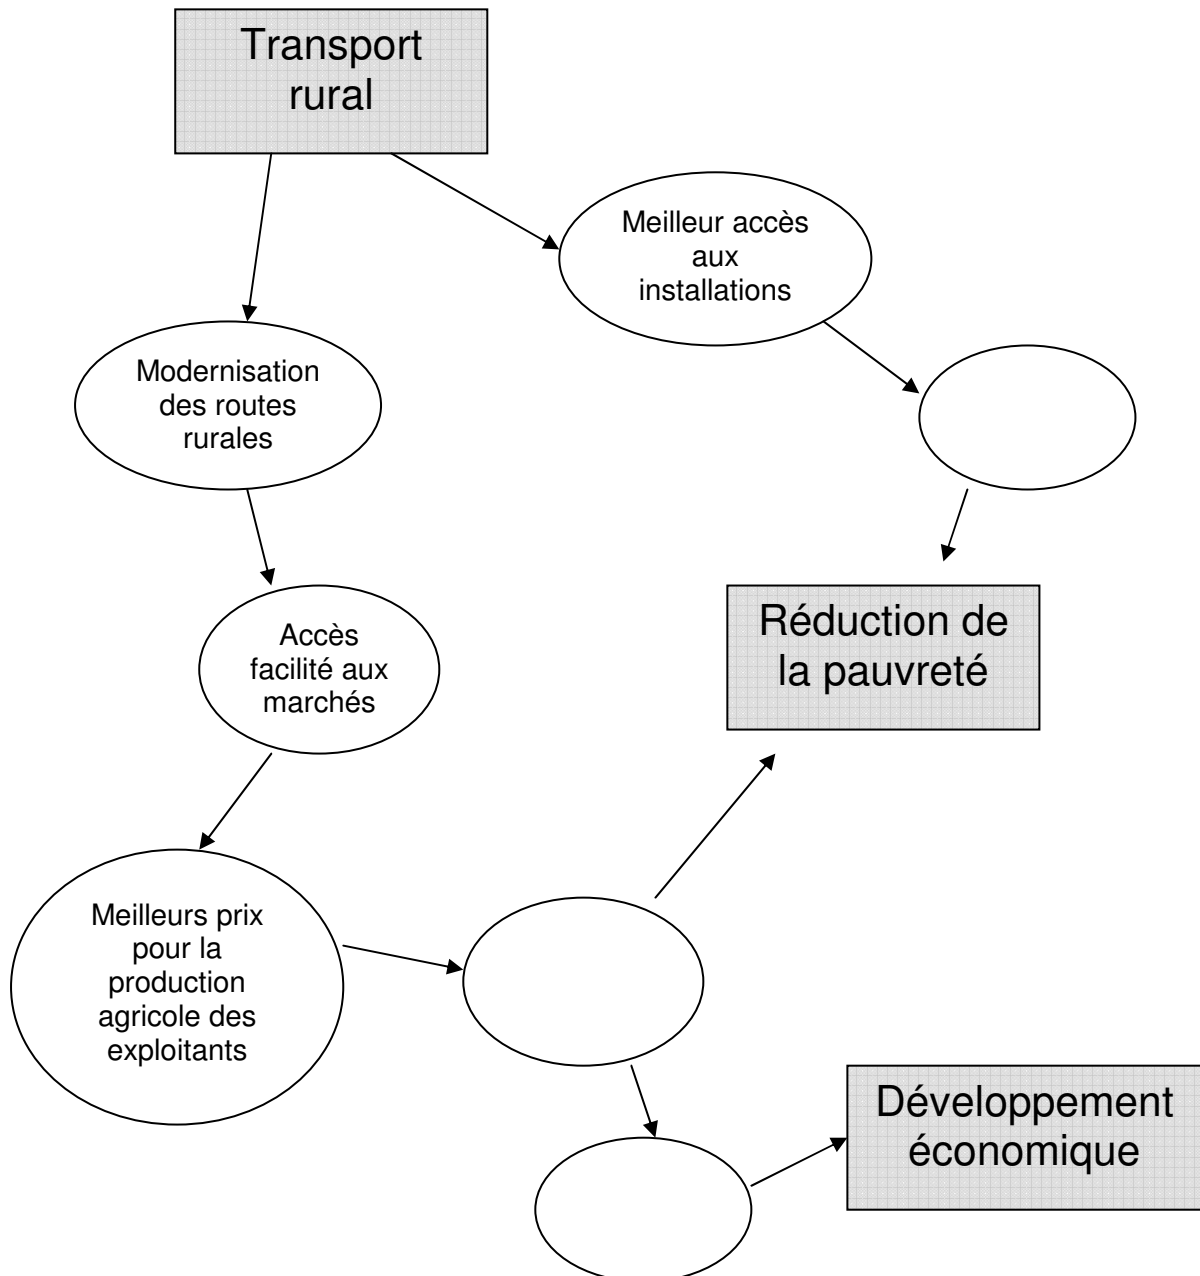 Transport
rural
Meilleur accès
aux
installations
Modernisation
des routes
rurales
Accès
facilité aux
marchés
Réduction de
la pauvreté
Meilleurs prix
pour la
production
agricole des
exploitants
Développement
économique